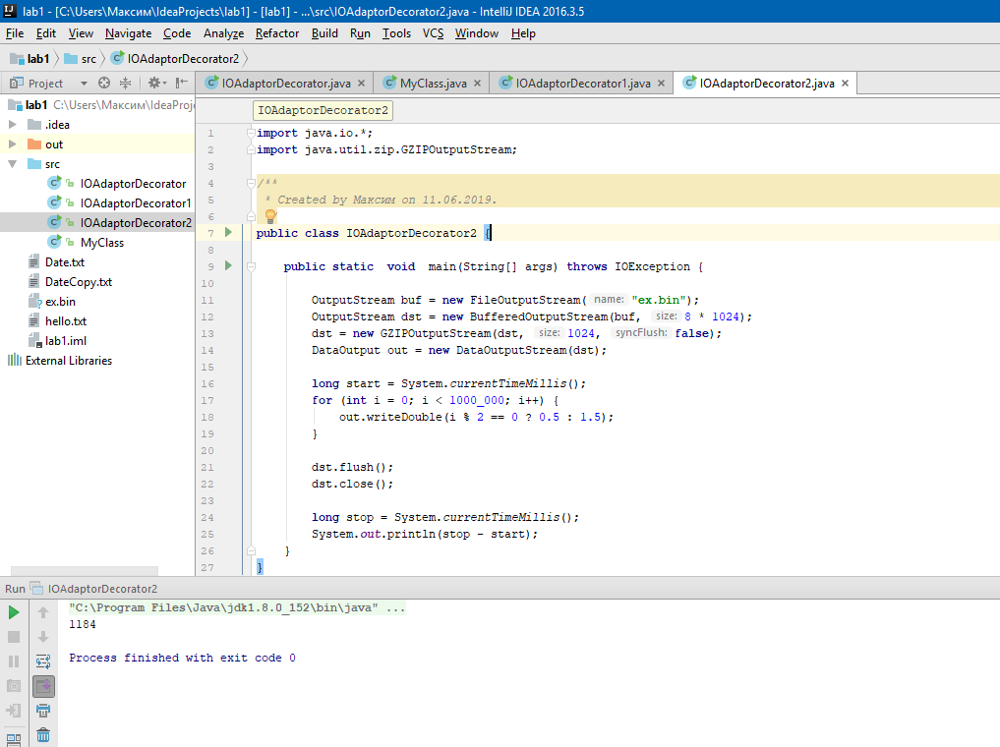 lab1 - [C:\Users\Максим\IdeaProjects\lab1] - [lab1] - ...\src\IOAdaptorDecorator2.java - IntelliJ IDEA 2016.3.5
File Edit View Navigate Code Analyze Refactor Build Run Tools VCS Window Help
lab1 src IOAdaptorDecorator2
Project
IOAdaptorDecorator.java MyClass.java IOAdaptorDecorator1.java IOAdaptorDecorator2.java
lab1 C:\Users\Максим\IdeaProj
.idea
out
src
IOAdaptorDecorator
IOAdaptorDecorator1
IOAdaptorDecorator2
MyClass
Date.txt
DateCopy.txt
ex.bin
hello.txt
lab1.iml
External Libraries
IOAdaptorDecorator2
1 import java.io.*;
2 import java.util.zip.GZIPOutputStream;
3
4 /**
5 * Created by Максим on 11.06.2019.
6
7 public class IOAdaptorDecorator2 {
8
9 public static void main(String[] args) throws IOException {
10
11 OutputStream buf = new FileOutputStream( name: "ex.bin");
12 OutputStream dst = new BufferedOutputStream(buf, size: 8 * 1024);
13 dst = new GZIPOutputStream(dst, size: 1024, syncFlush: false);
14 DataOutput out = new DataOutputStream(dst);
15
16 long start = System.currentTimeMillis();
17 for (int i = 0; i < 1000_000; i++) {
18 out.writeDouble(i % 2 == 0 ? 0.5 : 1.5);
19 }
20
21 dst.flush();
22 dst.close();
23
24 long stop = System.currentTimeMillis();
25 System.out.println(stop - start);
26 }
27 }
Run IOAdaptorDecorator2
"C:\Program Files\Java\jdk1.8.0_152\bin\java" ...
1184
Process finished with exit code 0